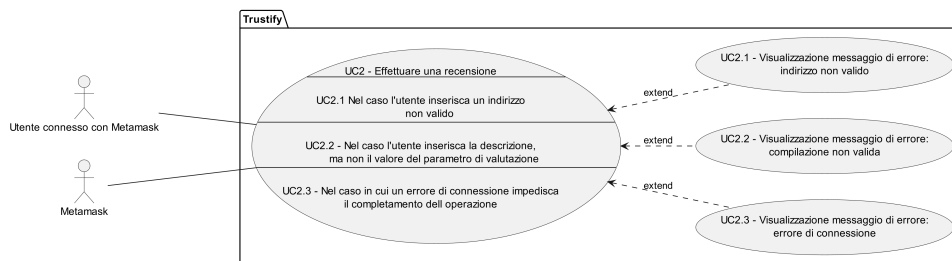 Trustify
UC2 - Effettuare una recensione
UC2.1 Nel caso l'utente inserisca un indirizzo
non valido
UC2.2 - Nel caso l'utente inserisca la descrizione,
ma non il valore del parametro di valutazione
UC2.3 - Nel caso in cui un errore di connessione impedisca
il completamento dell operazione
Utente connesso con Metamask
Metamask
extend
extend
extend
UC2.1 - Visualizzazione messaggio di errore:
indirizzo non valido
UC2.2 - Visualizzazione messaggio di errore:
compilazione non valida
UC2.3 - Visualizzazione messaggio di errore:
errore di connessione